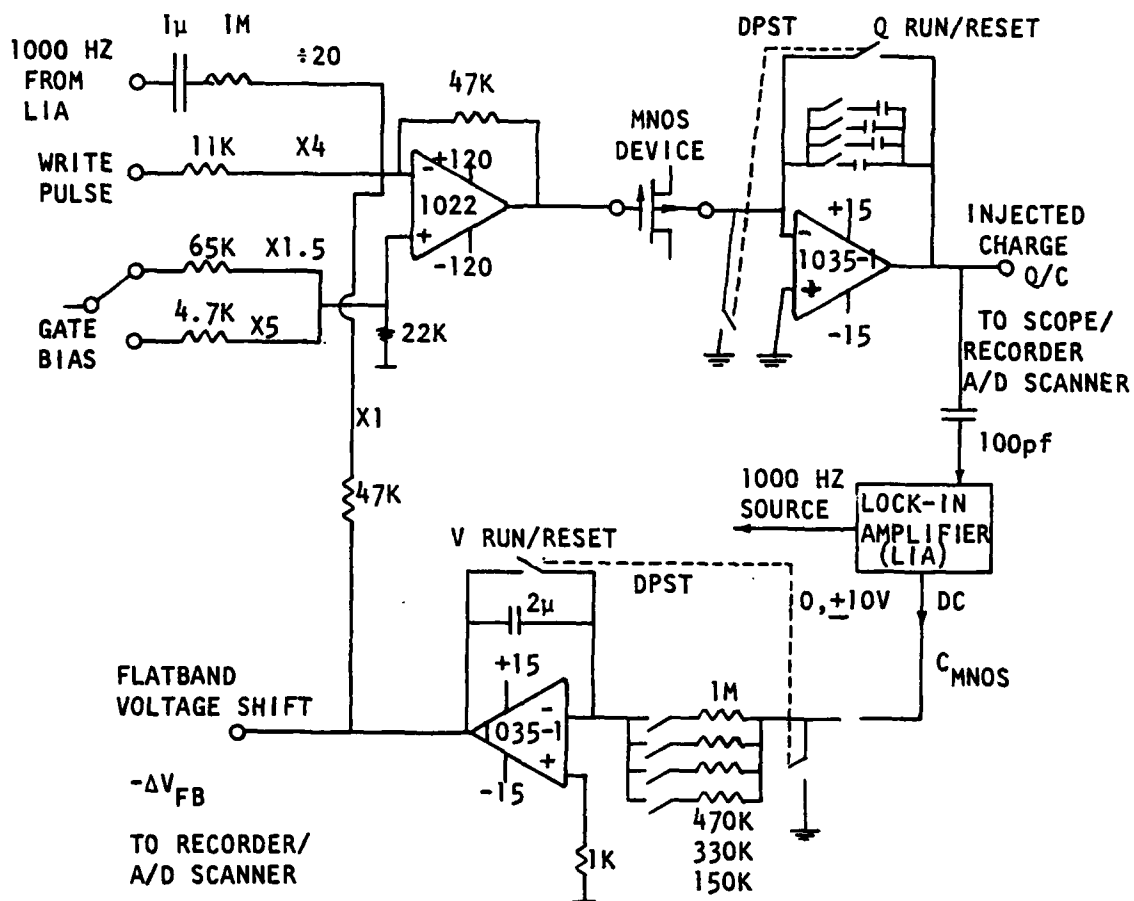 1μ 1M
1000 HZ
FROM
LIA
÷20
WRITE
PULSE
11K X4
47K
+120
-
1022
+
-120
65K X1.5
4.7K X5
GATE
BIAS
22K
MNOS
DEVICE
DPST
Q RUN/RESET
+15
-
1035-1
+
-15
INJECTED
CHARGE
Q/C
TO SCOPE/
RECORDER
A/D SCANNER
100pf
X1
47K
1000 HZ
SOURCE
LOCK-IN
AMPLIFIER
(LIA)
V RUN/RESET
DPST
0,±10V
DC
C MNOS
2μ
+15
-
1035-1
+
-15
1M
470K
330K
150K
1K
FLATBAND
VOLTAGE SHIFT
-ΔV FB
TO RECORDER/
A/D SCANNER